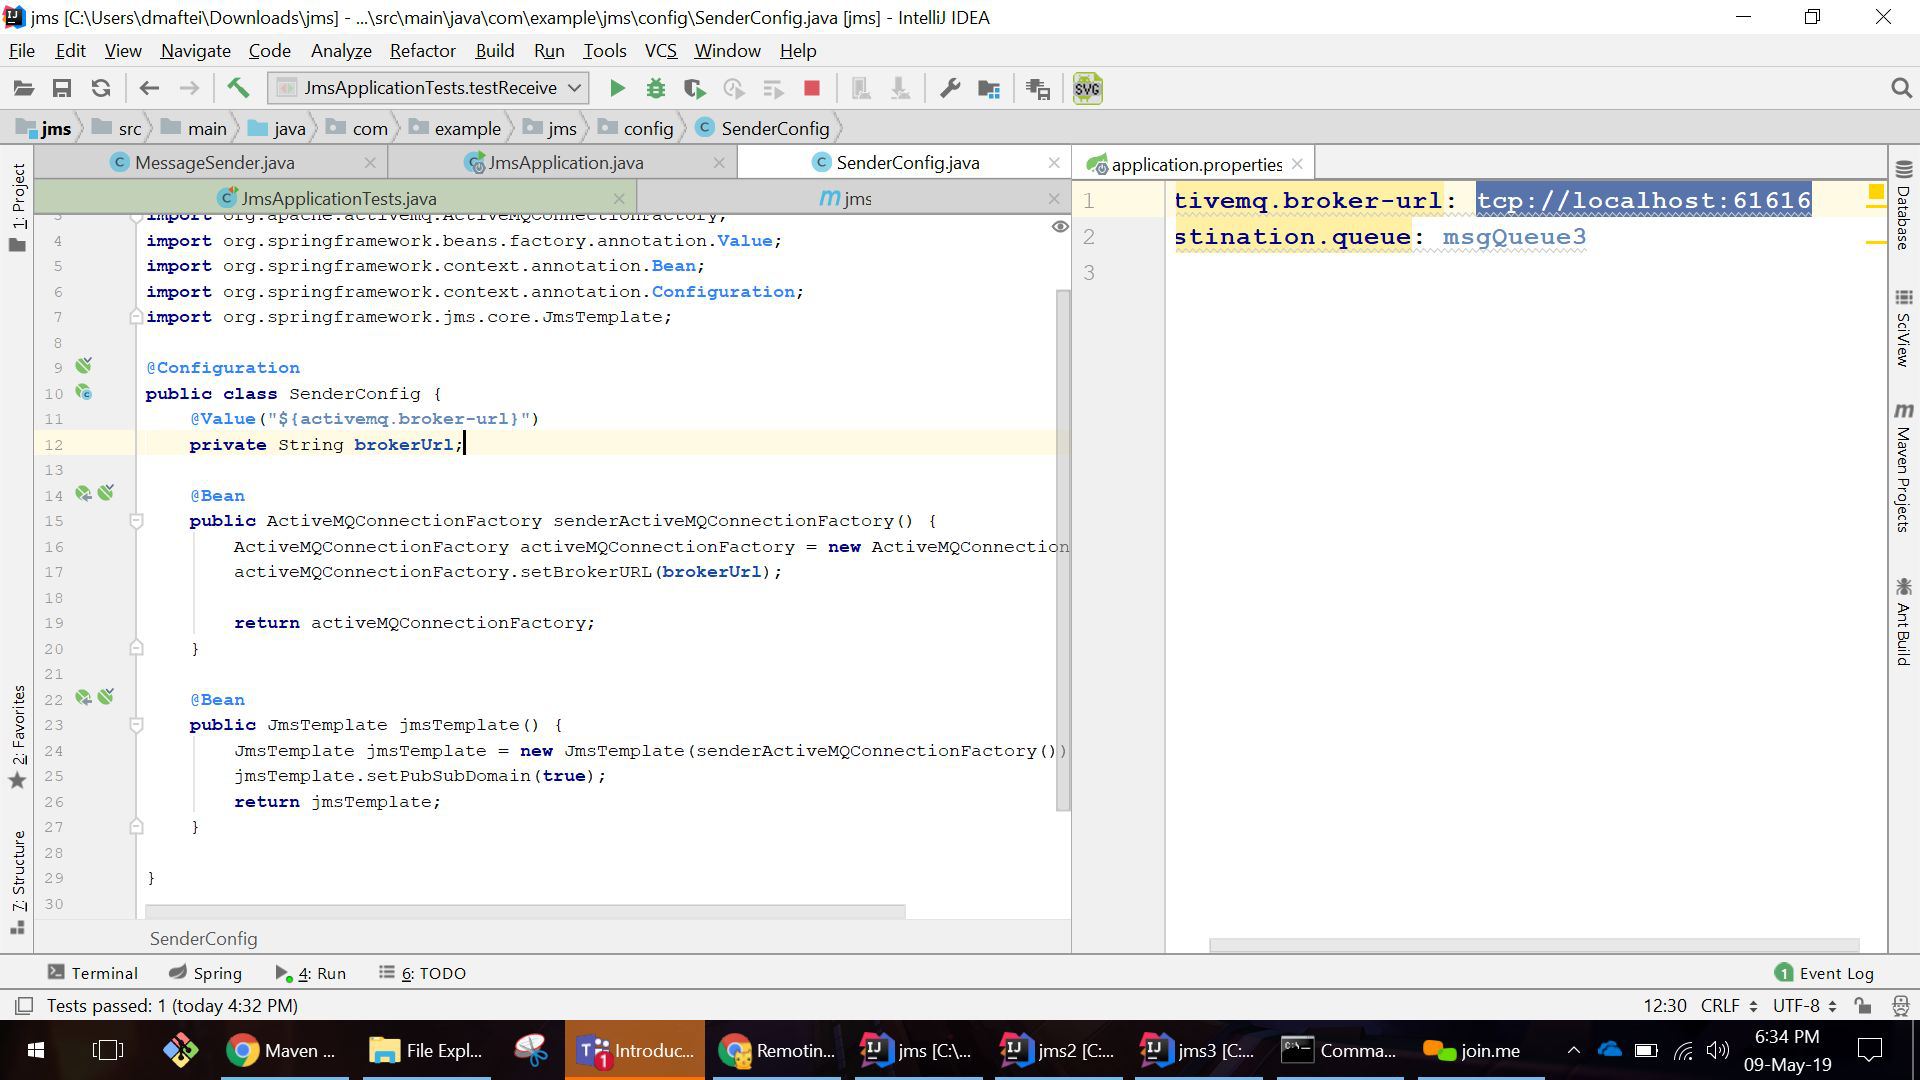 jms [C:\Users\dmaftei\Downloads\jms] - ...\src\main\java\com\example\jms\config\SenderConfig.java [jms] - IntelliJ IDEA
File Edit View Navigate Code Analyze Refactor Build Run Tools VCS Window Help
JmsApplicationTests.testReceive
SVG
jms src main java com example jms config SenderConfig
MessageSender.java JmsApplication.java SenderConfig.java application.properties
JmsApplicationTests.java jms
1: Project
2: Favorites
7: Structure
3 import org.apache.activemq.ActiveMQConnectionFactory;
4 import org.springframework.beans.factory.annotation.Value;
5 import org.springframework.context.annotation.Bean;
6 import org.springframework.context.annotation.Configuration;
7 import org.springframework.jms.core.JmsTemplate;
8
9 @Configuration
10 public class SenderConfig {
11 @Value("${activemq.broker-url}")
12 private String brokerUrl;
13
14 @Bean
15 public ActiveMQConnectionFactory senderActiveMQConnectionFactory() {
16 ActiveMQConnectionFactory activeMQConnectionFactory = new ActiveMQConnection
17 activeMQConnectionFactory.setBrokerURL(brokerUrl);
18
19 return activeMQConnectionFactory;
20 }
21
22 @Bean
23 public JmsTemplate jmsTemplate() {
24 JmsTemplate jmsTemplate = new JmsTemplate(senderActiveMQConnectionFactory())
25 jmsTemplate.setPubSubDomain(true);
26 return jmsTemplate;
27 }
28
29 }
30
SenderConfig
1 tivemq.broker-url: tcp://localhost:61616
2 stination.queue: msgQueue3
3
Database
SciView
Maven Projects
Ant Build
Terminal Spring 4: Run 6: TODO 1 Event Log
Tests passed: 1 (today 4:32 PM) 12:30 CRLF UTF-8
Maven ... File Expl... Introduc... Remotin... jms [C:\... jms2 [C:... jms3 [C:... Comma... join.me
6:34 PM
09-May-19